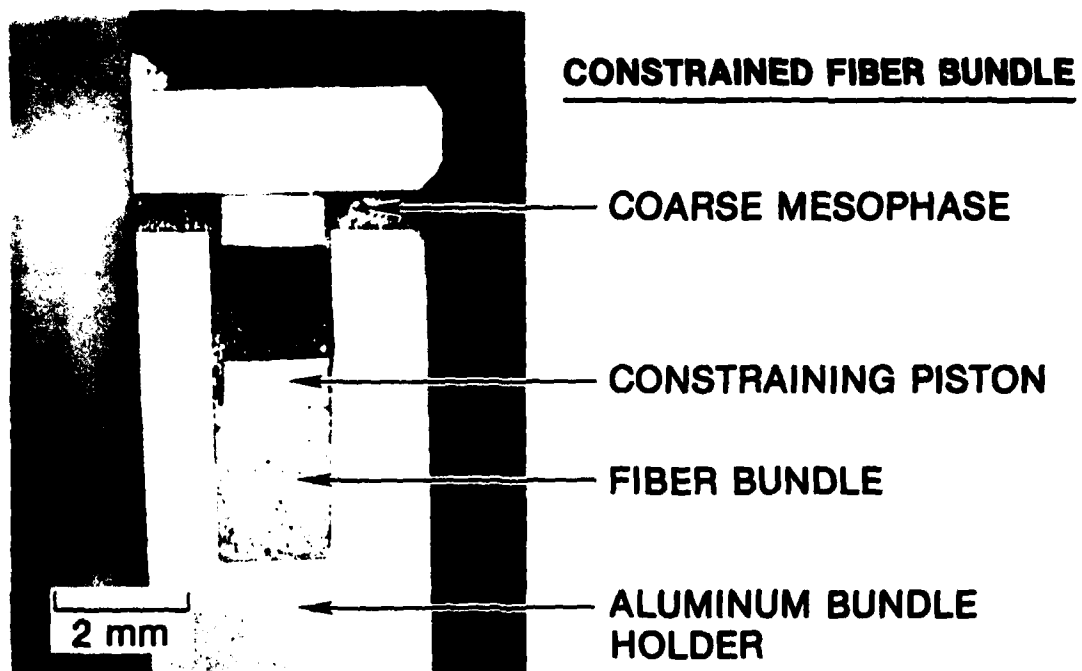 CONSTRAINED FIBER BUNDLE
COARSE MESOPHASE
CONSTRAINING PISTON
FIBER BUNDLE
ALUMINUM BUNDLE
HOLDER
2 mm